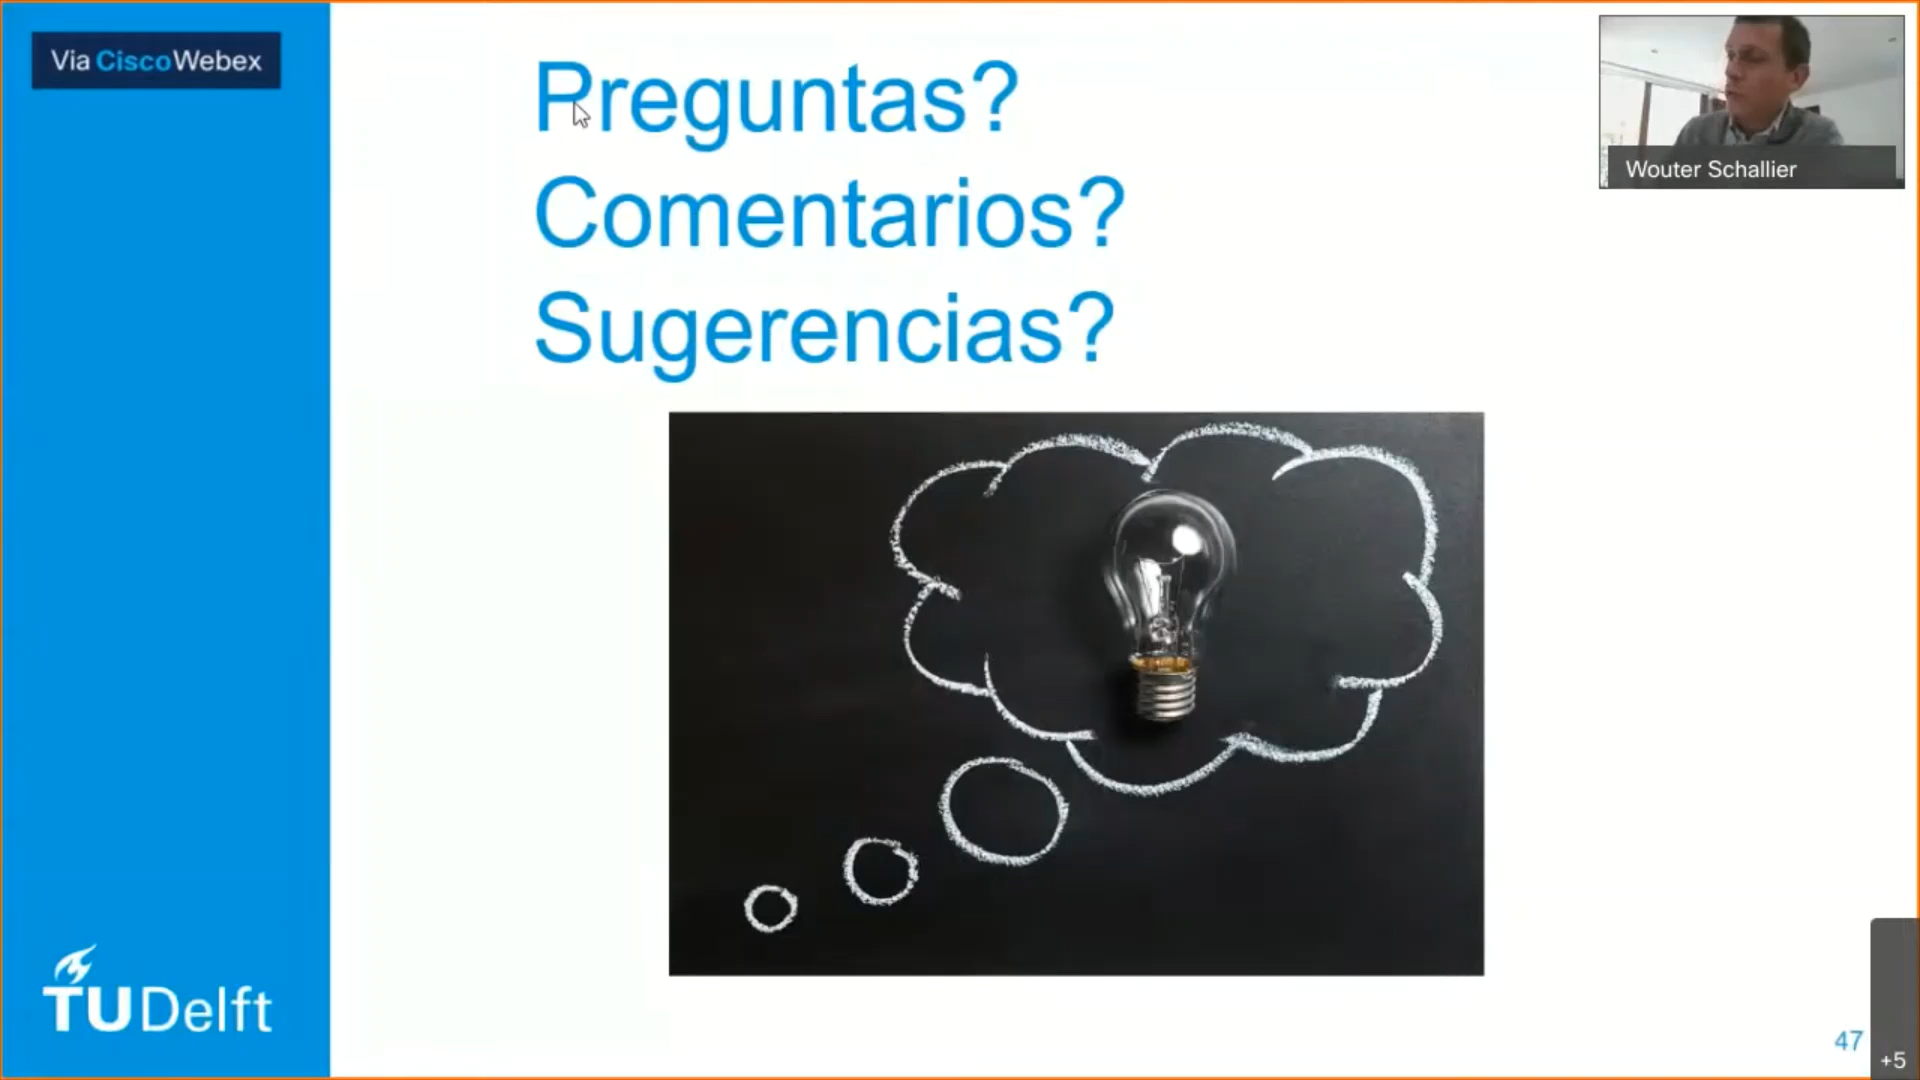 Via CiscoWebex
Preguntas?
Comentarios?
Sugerencias?
Wouter Schallier
TUDelft
47
+5